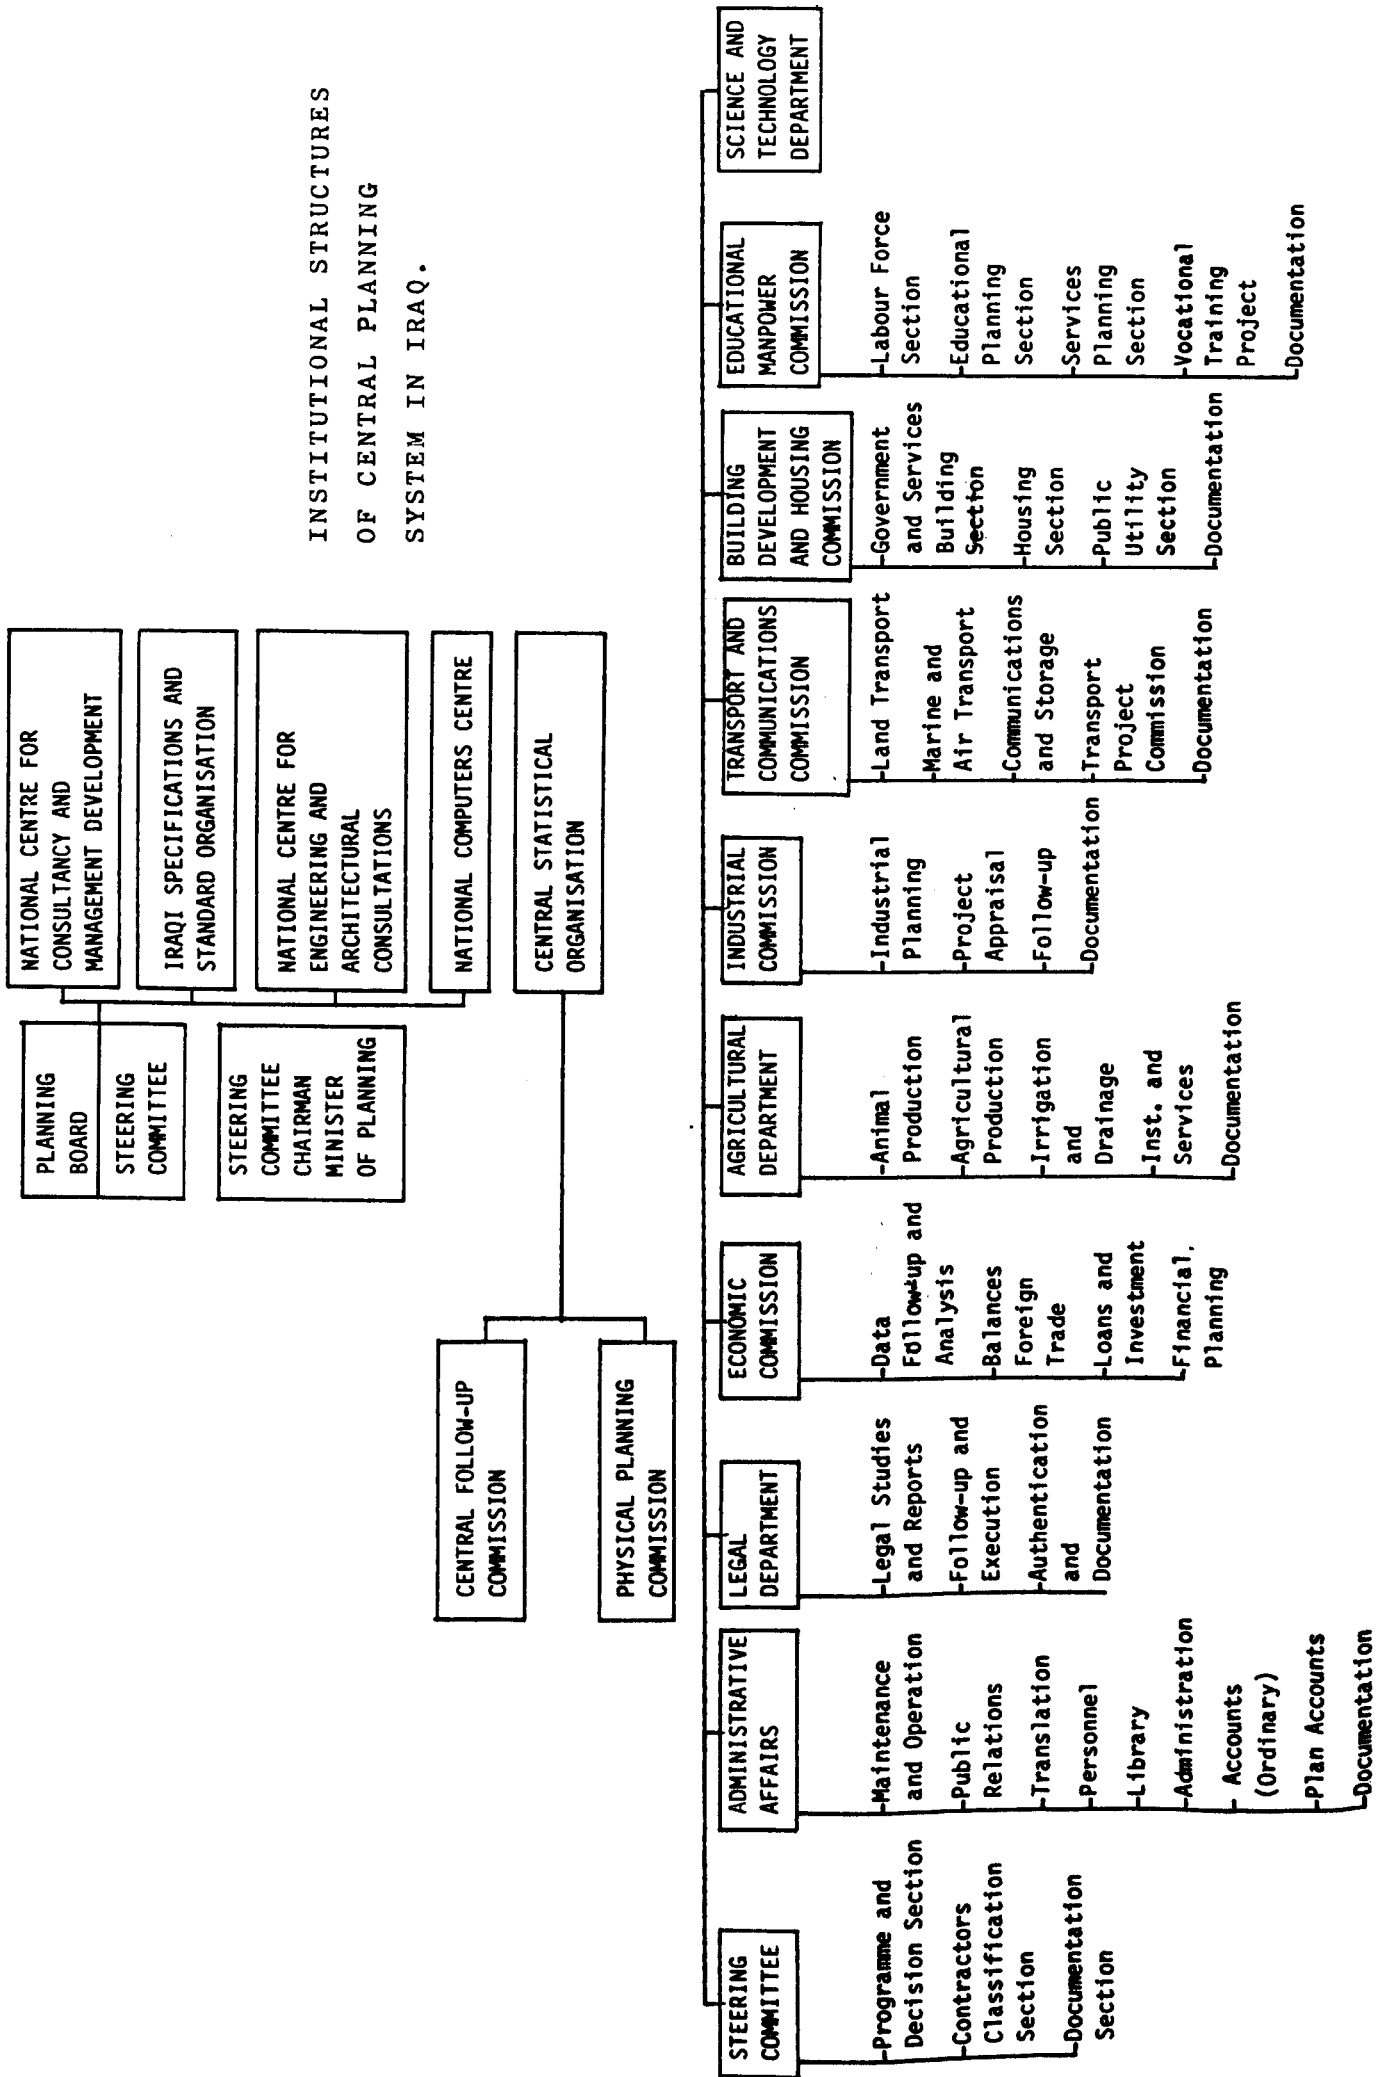 INSTITUTIONAL STRUCTURES
OF CENTRAL PLANNING
SYSTEM IN IRAQ.
PLANNING
BOARD
STEERING
COMMITTEE
STEERING
COMMITTEE
CHAIRMAN
MINISTER
OF PLANNING
NATIONAL CENTRE FOR
CONSULTANCY AND
MANAGEMENT DEVELOPMENT
IRAQI SPECIFICATIONS AND
STANDARD ORGANISATION
NATIONAL CENTRE FOR
ENGINEERING AND
ARCHITECTURAL
CONSULTATIONS
NATIONAL COMPUTERS CENTRE
CENTRAL STATISTICAL
ORGANISATION
CENTRAL FOLLOW-UP
COMMISSION
PHYSICAL PLANNING
COMMISSION
STEERING
COMMITTEE
-Programme and
Decision Section
-Contractors
Classification
Section
-Documentation
Section
ADMINISTRATIVE
AFFAIRS
-Maintenance
and Operation
-Public
Relations
-Translation
-Personnel
-Library
-Administration
-Accounts
(Ordinary)
-Plan Accounts
-Documentation
LEGAL
DEPARTMENT
-Legal Studies
and Reports
-Follow-up and
Execution
-Authentication
and
Documentation
ECONOMIC
COMMISSION
-Data
Follow-up and
Analysis
-Balances
Foreign
Trade
-Loans and
Investment
-Financial.
Planning
AGRICULTURAL
DEPARTMENT
-Animal
Production
-Agricultural
Production
-Irrigation
and
Drainage
-Inst. and
Services
-Documentation
INDUSTRIAL
COMMISSION
-Industrial
Planning
-Project
Appraisal
-Follow-up
-Documentation
TRANSPORT AND
COMMUNICATIONS
COMMISSION
-Land Transport
-Marine and
Air Transport
-Communications
and Storage
-Transport
Project
Commission
-Documentation
BUILDING
DEVELOPMENT
AND HOUSING
COMMISSION
-Government
and Services
Building
Section
-Housing
Section
-Public
Utility
Section
-Documentation
EDUCATIONAL
MANPOWER
COMMISSION
-Labour Force
Section
-Educational
Planning
Section
-Services
Planning
Section
-Vocational
Training
Project
-Documentation
SCIENCE AND
TECHNOLOGY
DEPARTMENT